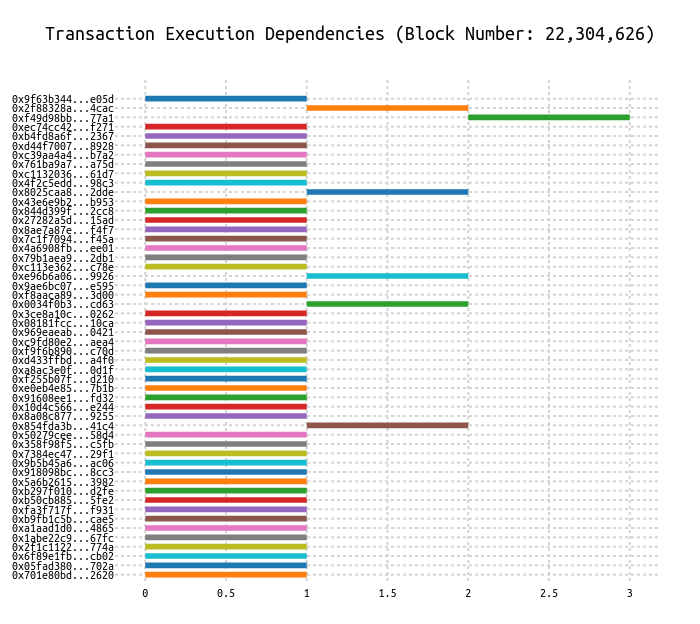 Transaction Execution Dependencies (Block Number: 22,304,626)
0x9f63b344...e05d
0x2f88328a...4cac
0xf49d98bb...77a1
0xec74cc42...f271
0xb4fd8a6f...2367
0xd44f7007...8928
0xc39aa4a4...b7a2
0x761ba9a7...a75d
0xc1132036...61d7
0x4f2c5edd...98c3
0x8025caa8...2dde
0x43e6e9b2...b953
0x844d399f...2cc8
0x27282a5d...15ad
0x8ae7a87e...f4f7
0x7c1f7094...f45a
0x4a6908fb...ee01
0x79b1aea9...2db1
0xc113e362...c78e
0xe96b6a06...9926
0x9ae6bc07...e595
0xf8aaca89...3d00
0x0034f0b3...cd63
0x3ce8a10c...0262
0x08181fcc...10ca
0x969eaeab...0421
0xc9fd80e2...aea4
0xf9f6b890...c70d
0xd433ffbd...a4f0
0xa8ac3e0f...0d1f
0xf255b07f...d210
0xe0eb4e85...7b1b
0x91608ee1...fd32
0x10d4c566...e244
0x8a08c877...9255
0x854fda3b...41c4
0x50279cee...58d4
0x358f98f5...c5fb
0x7384ec47...29f1
0x9b5b45a6...ac06
0x918098bc...8cc3
0x5a6b2615...3982
0xb297f010...d2fe
0xb50cb885...5fe2
0xfa3f717f...f931
0xb9fb1c5b...cae5
0xa1aad1d0...4865
0x1abe22c9...67fc
0x2f1c1122...774a
0x6f89e1fb...cb02
0x05fad380...702a
0x701e80bd...2620
0 0.5 1 1.5 2 2.5 3